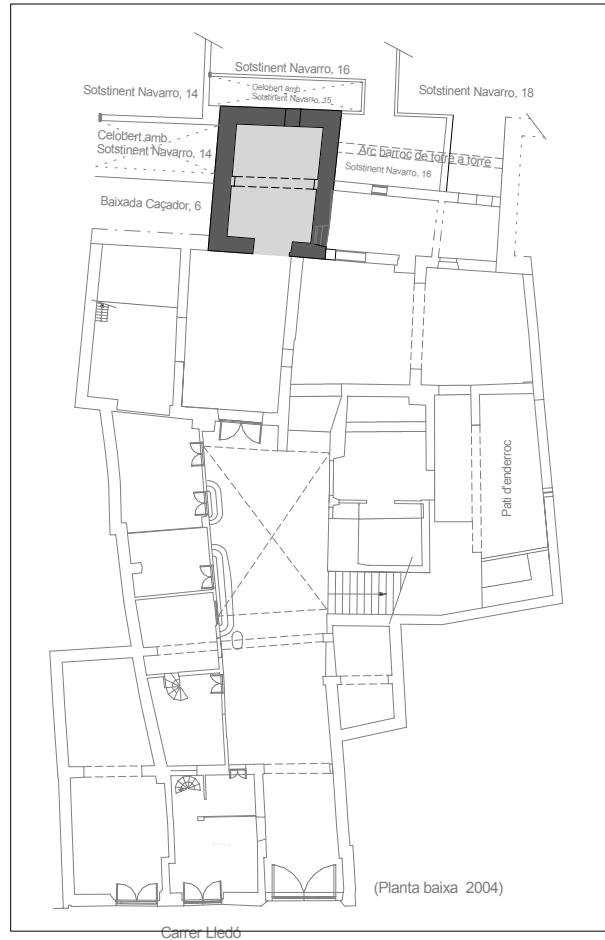 Sotstinent Navarro, 16
Sotstinent Navarro, 14
Sotstinent Navarro, 18
Celobert amb
Sotstinent Navarro, 15
Celobert amb
Sotstinent Navarro, 14
Arc barroc de torre a torre
Sotstinent Navarro, 16
Baixada Caçador, 6
Pati d'enderroc
(Planta baixa 2004)
Carrer Lledó